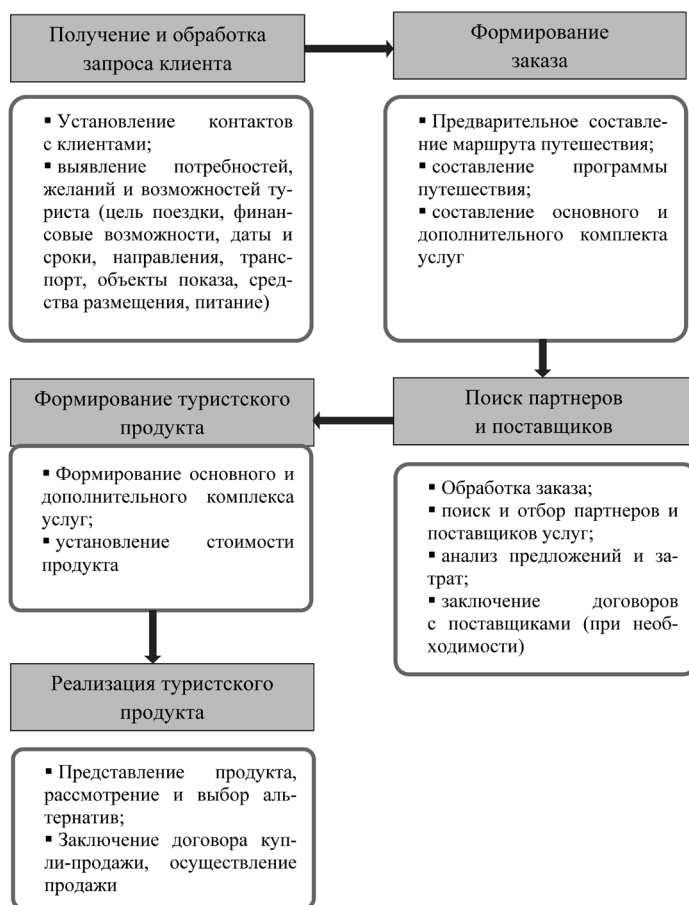 Получение и обработка
запроса клиента
▪ Установление контактов
с клиентами;
▪ выявление потребностей,
желаний и возможностей ту-
риста (цель поездки, финан-
совые возможности, даты и
сроки, направления, транс-
порт, объекты показа, сред-
ства размещения, питание)
Формирование
заказа
▪ Предварительное составле-
ние маршрута путешествия;
▪ составление программы
путешествия;
▪ составление основного и
дополнительного комплекта
услуг
Поиск партнеров
и поставщиков
▪ Обработка заказа;
▪ поиск и отбор партнеров и
поставщиков услуг;
▪ анализ предложений и за-
трат;
▪ заключение договоров
с поставщиками (при необ-
ходимости)
Формирование туристского
продукта
▪ Формирование основного и
дополнительного комплекса
услуг;
▪ установление стоимости
продукта
Реализация туристского
продукта
▪ Представление продукта,
рассмотрение и выбор аль-
тернатив;
▪ Заключение договора куп-
ли-продажи, осуществление
продажи